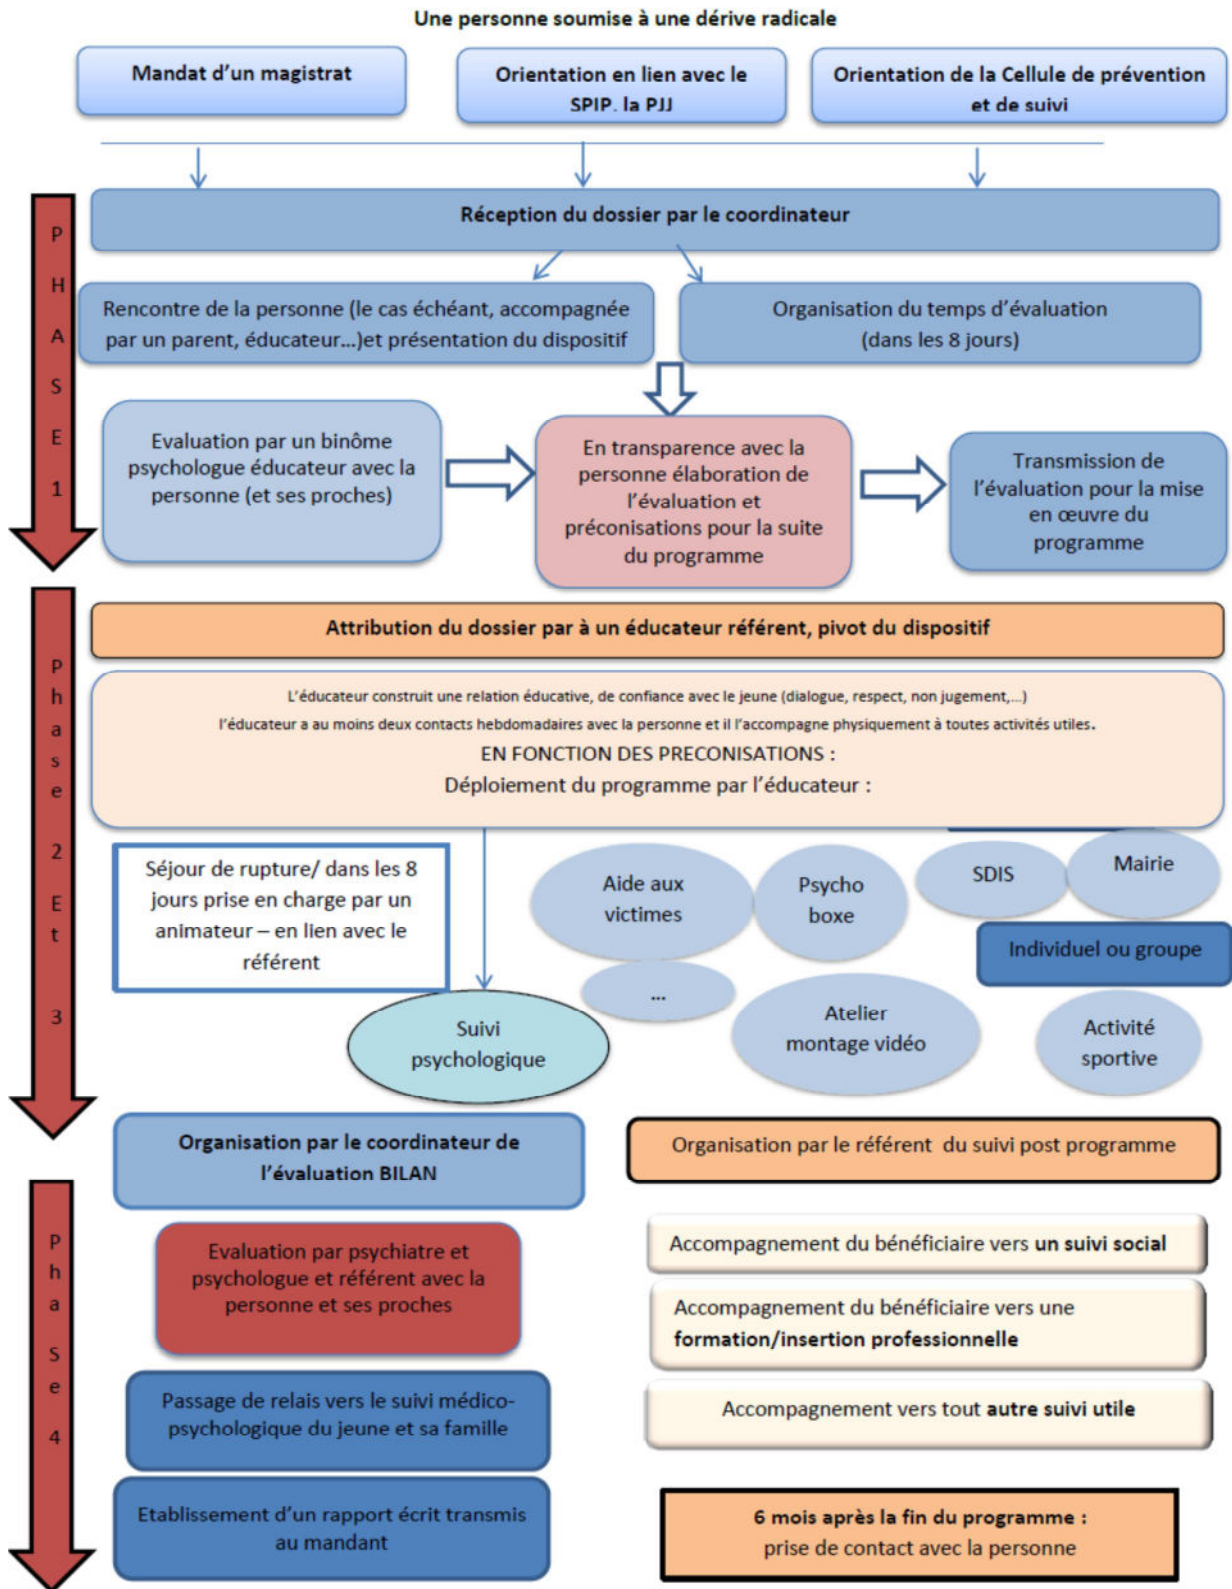 Une personne soumise à une dérive radicale
Mandat d'un magistrat
Orientation en lien avec le
SPIP, la PJJ
Orientation de la Cellule de prévention
et de suivi
PHASE 1
Réception du dossier par le coordinateur
Rencontre de la personne (le cas échéant, accompagnée
par un parent, éducateur...)et présentation du dispositif
Organisation du temps d'évaluation
(dans les 8 jours)
Evaluation par un binôme
psychologue éducateur avec la
personne (et ses proches)
En transparence avec la
personne élaboration de
l'évaluation et
préconisations pour la suite
du programme
Transmission de
l'évaluation pour la mise
en œuvre du
programme
Phase 2 Et 3
Attribution du dossier par à un éducateur référent, pivot du dispositif
L'éducateur construit une relation éducative, de confiance avec le jeune (dialogue, respect, non jugement,...)
l'éducateur a au moins deux contacts hebdomadaires avec la personne et il l'accompagne physiquement à toutes activités utiles.
EN FONCTION DES PRECONISATIONS :
Déploiement du programme par l'éducateur :
Séjour de rupture/ dans les 8
jours prise en charge par un
animateur – en lien avec le
référent
Aide aux
victimes
Psycho
boxe
SDIS
Mairie
Individuel ou groupe
...
Suivi
psychologique
Atelier
montage vidéo
Activité
sportive
Organisation par le coordinateur de
l'évaluation BILAN
Organisation par le référent du suivi post programme
Pha Se 4
Evaluation par psychiatre et
psychologue et référent avec la
personne et ses proches
Passage de relais vers le suivi médico-
psychologique du jeune et sa famille
Etablissement d'un rapport écrit transmis
au mandant
Accompagnement du bénéficiaire vers un suivi social
Accompagnement du bénéficiaire vers une
formation/insertion professionnelle
Accompagnement vers tout autre suivi utile
6 mois après la fin du programme :
prise de contact avec la personne